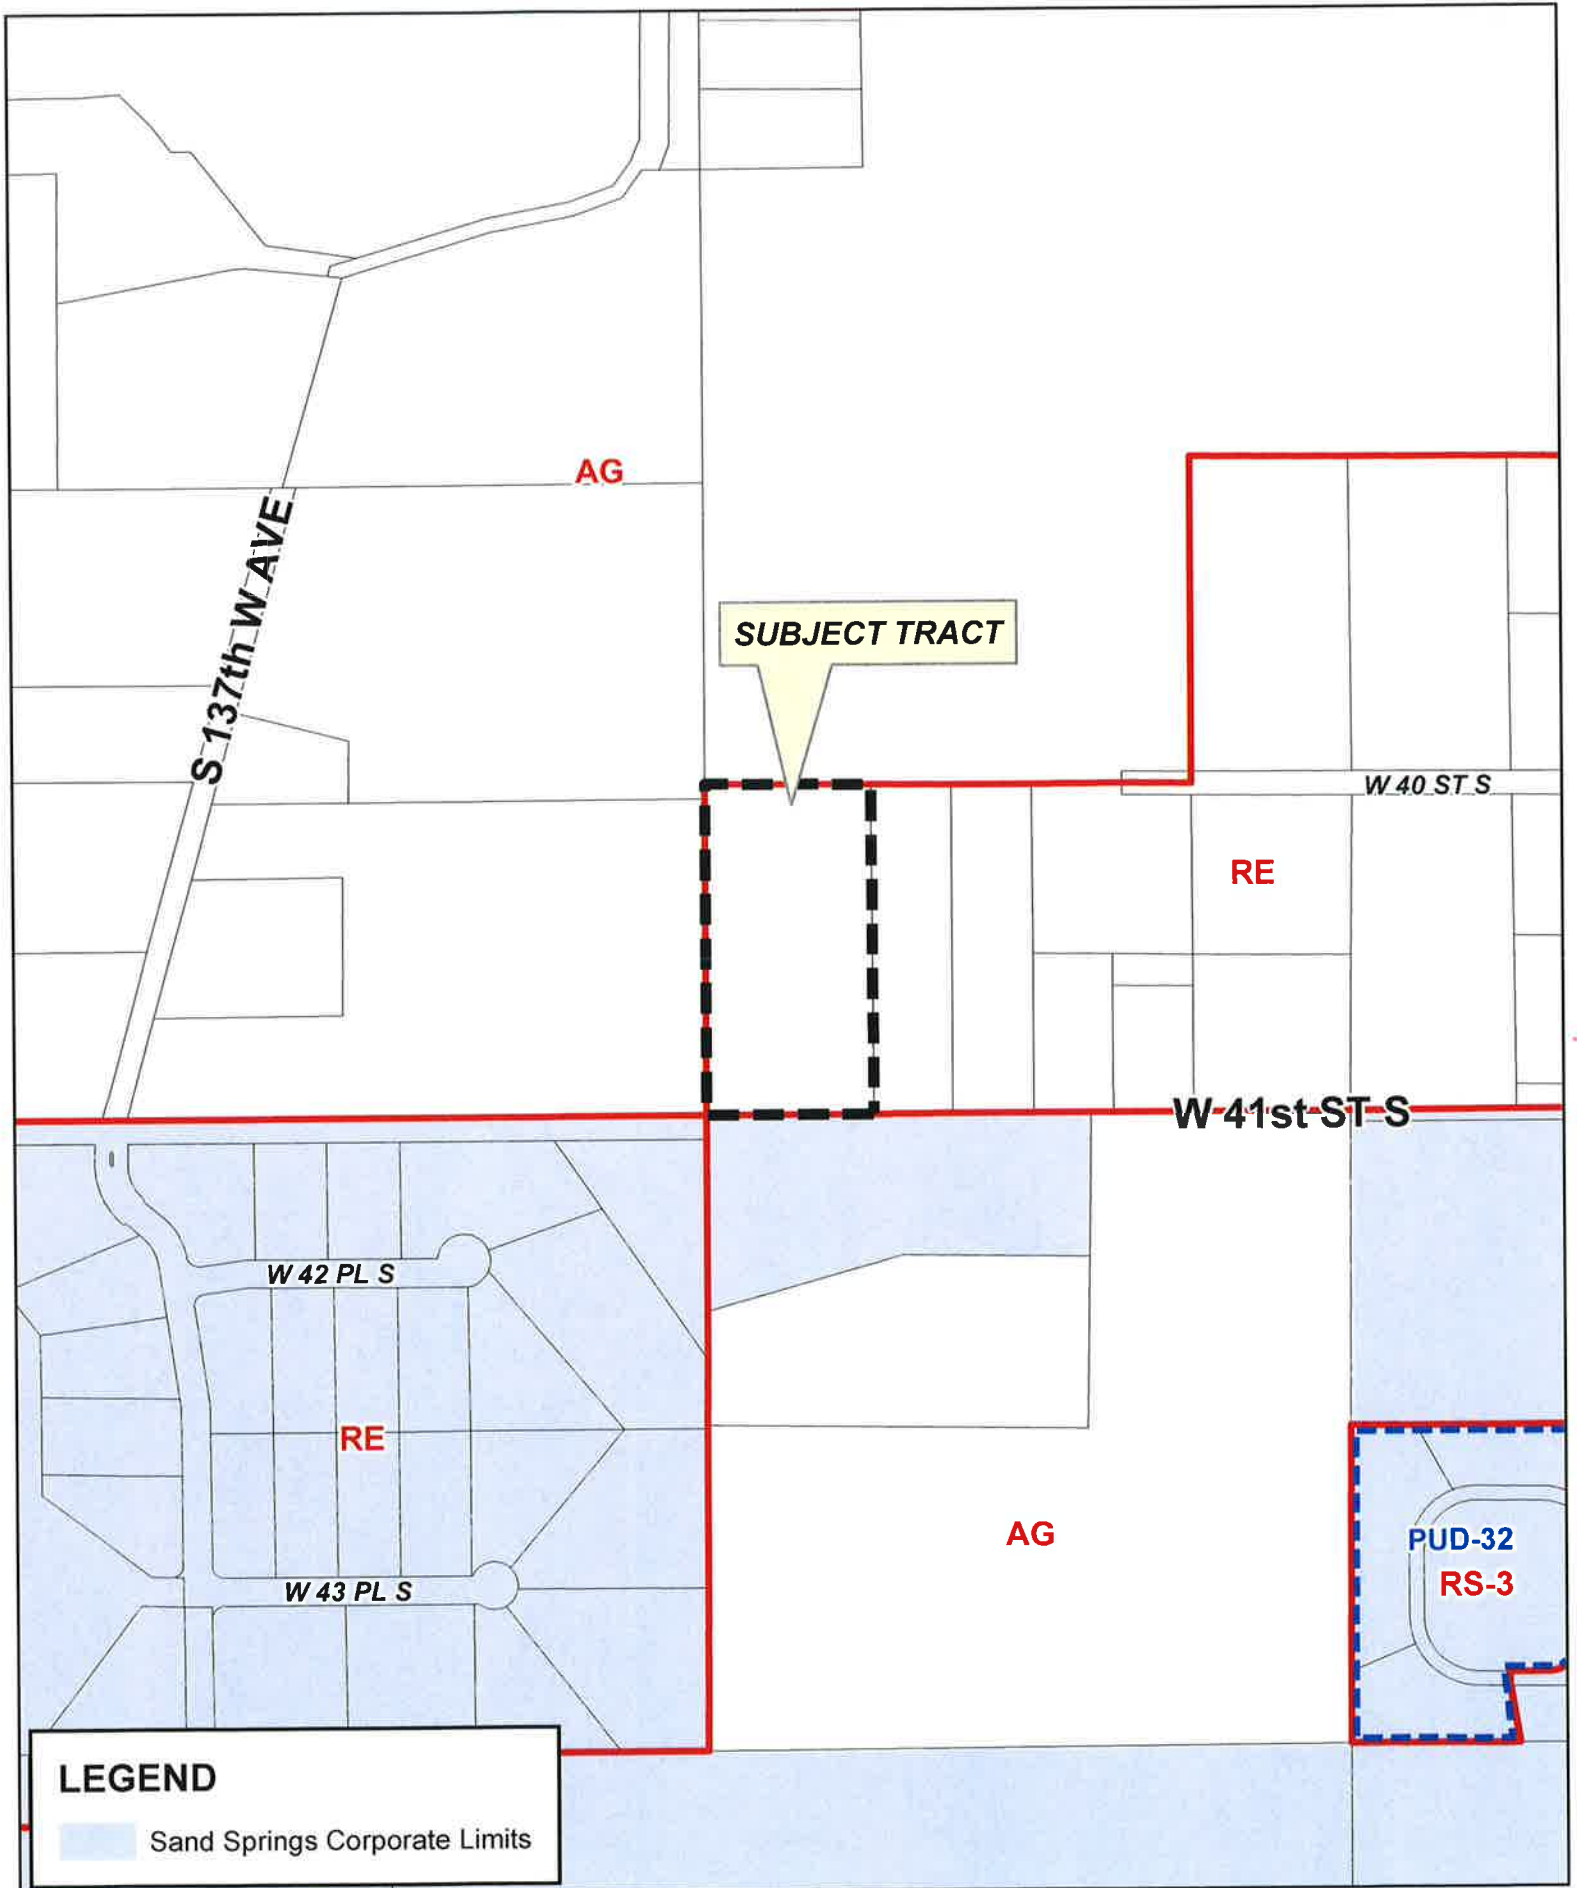 AG
S 137th W AVE
SUBJECT TRACT
W 40 ST S
RE
W 41st ST S
W 42 PL S
RE
AG
PUD-32
RS-3
W 43 PL S
LEGEND
Sand Springs Corporate Limits